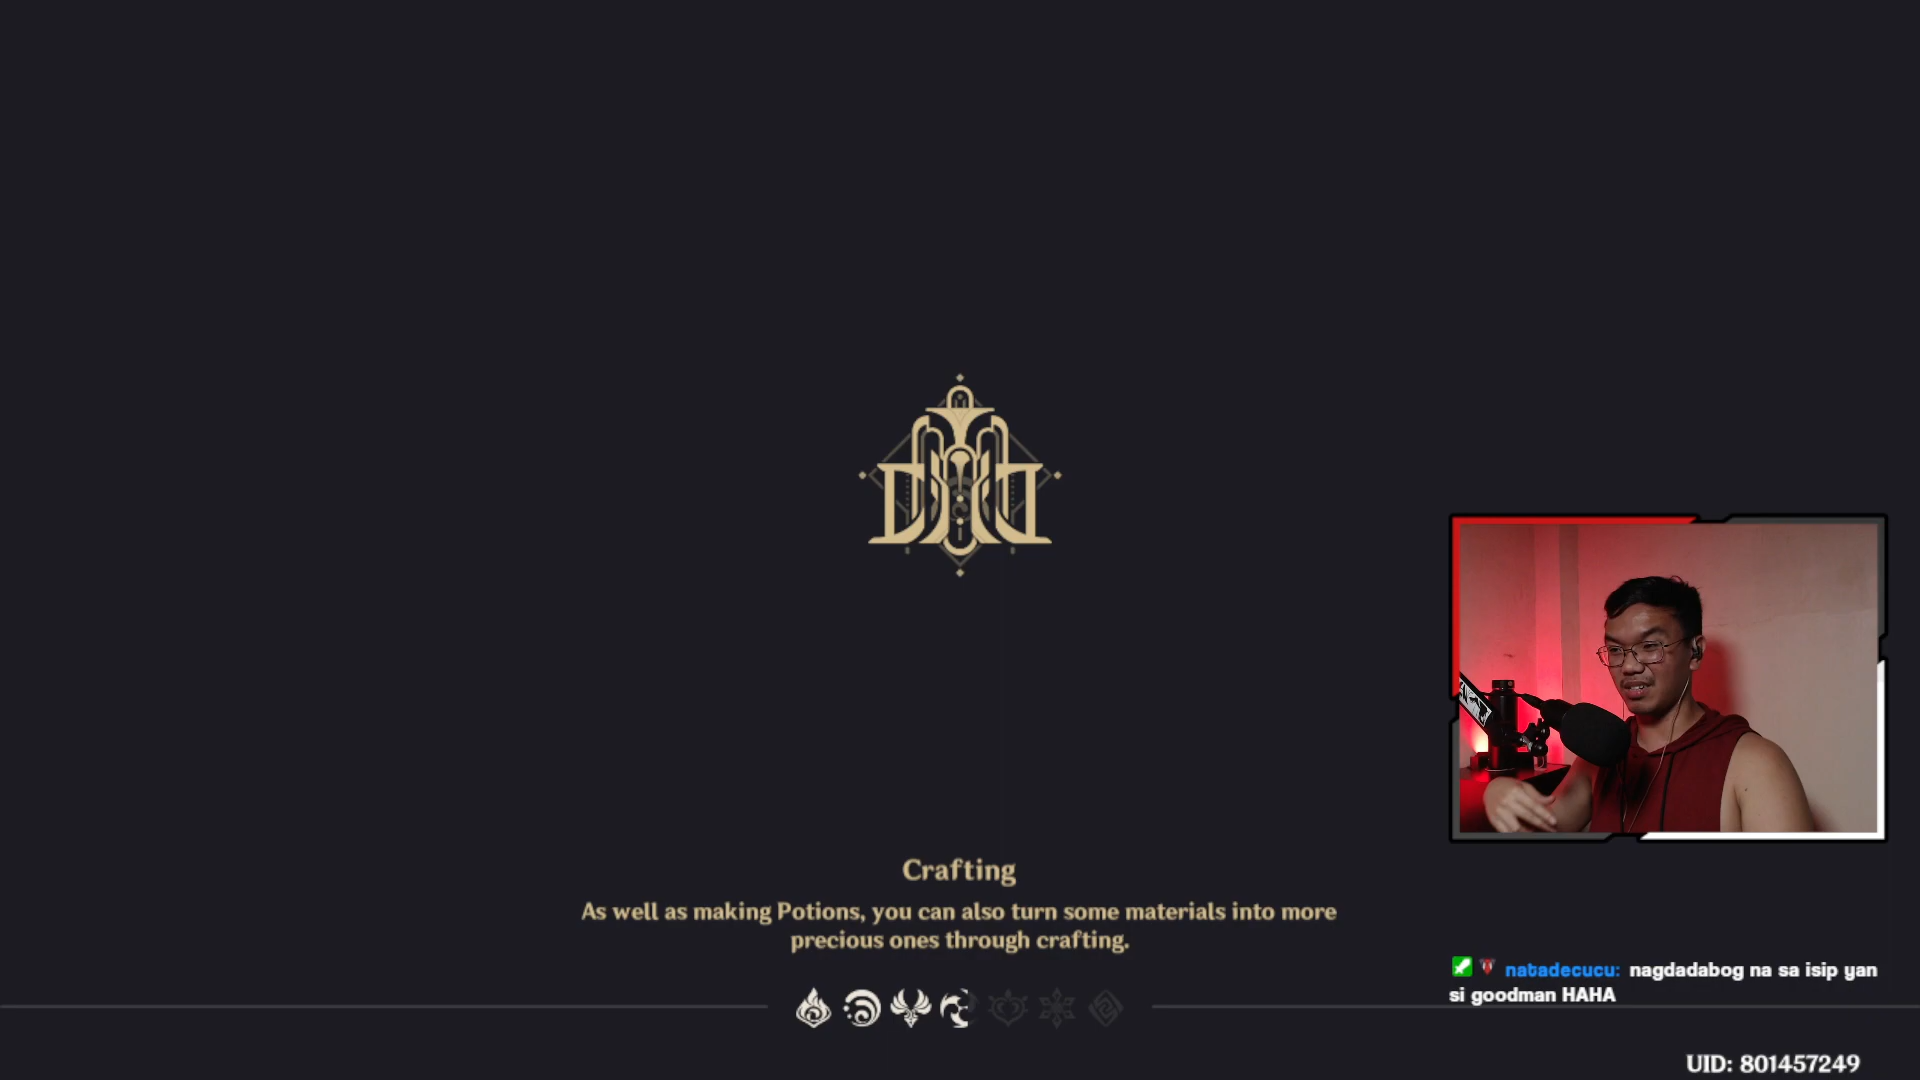 Crafting
As well as making Potions, you can also turn some materials into more
precious ones through crafting.
natadecucu: nagdadabog na sa isip yan
si goodman HAHA
UID: 801457249